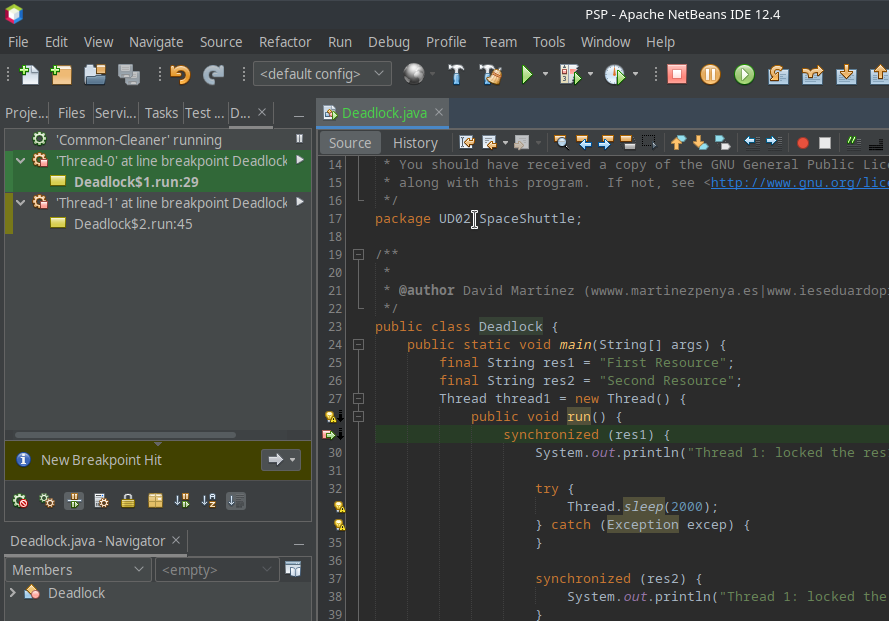 PSP - Apache NetBeans IDE 12.4
File Edit View Navigate Source Refactor Run Debug Profile Team Tools Window Help
<default config>
Proje... Files Servi... Tasks Test ... D...
'Common-Cleaner' running
'Thread-0' at line breakpoint Deadlock
Deadlock$1.run:29
'Thread-1' at line breakpoint Deadlock
Deadlock$2.run:45
New Breakpoint Hit
Deadlock.java - Navigator
Members <empty>
Deadlock
Deadlock.java
Source History
14 * You should have received a copy of the GNU General Public Lice
15 * along with this program. If not, see <http://www.gnu.org/lice
16 */
17 package UD02.SpaceShuttle;
18
19 /**
20 *
21 * @author David Martínez (wwww.martinezpenya.es|www.ieseduardop
22 */
23 public class Deadlock {
24 public static void main(String[] args) {
25 final String res1 = "First Resource";
26 final String res2 = "Second Resource";
27 Thread thread1 = new Thread() {
public void run() {
synchronized (res1) {
30 System.out.println("Thread 1: locked the res
31
32 try {
Thread.sleep(2000);
} catch (Exception excep) {
35 }
36
37 synchronized (res2) {
38 System.out.println("Thread 1: locked the
39 }